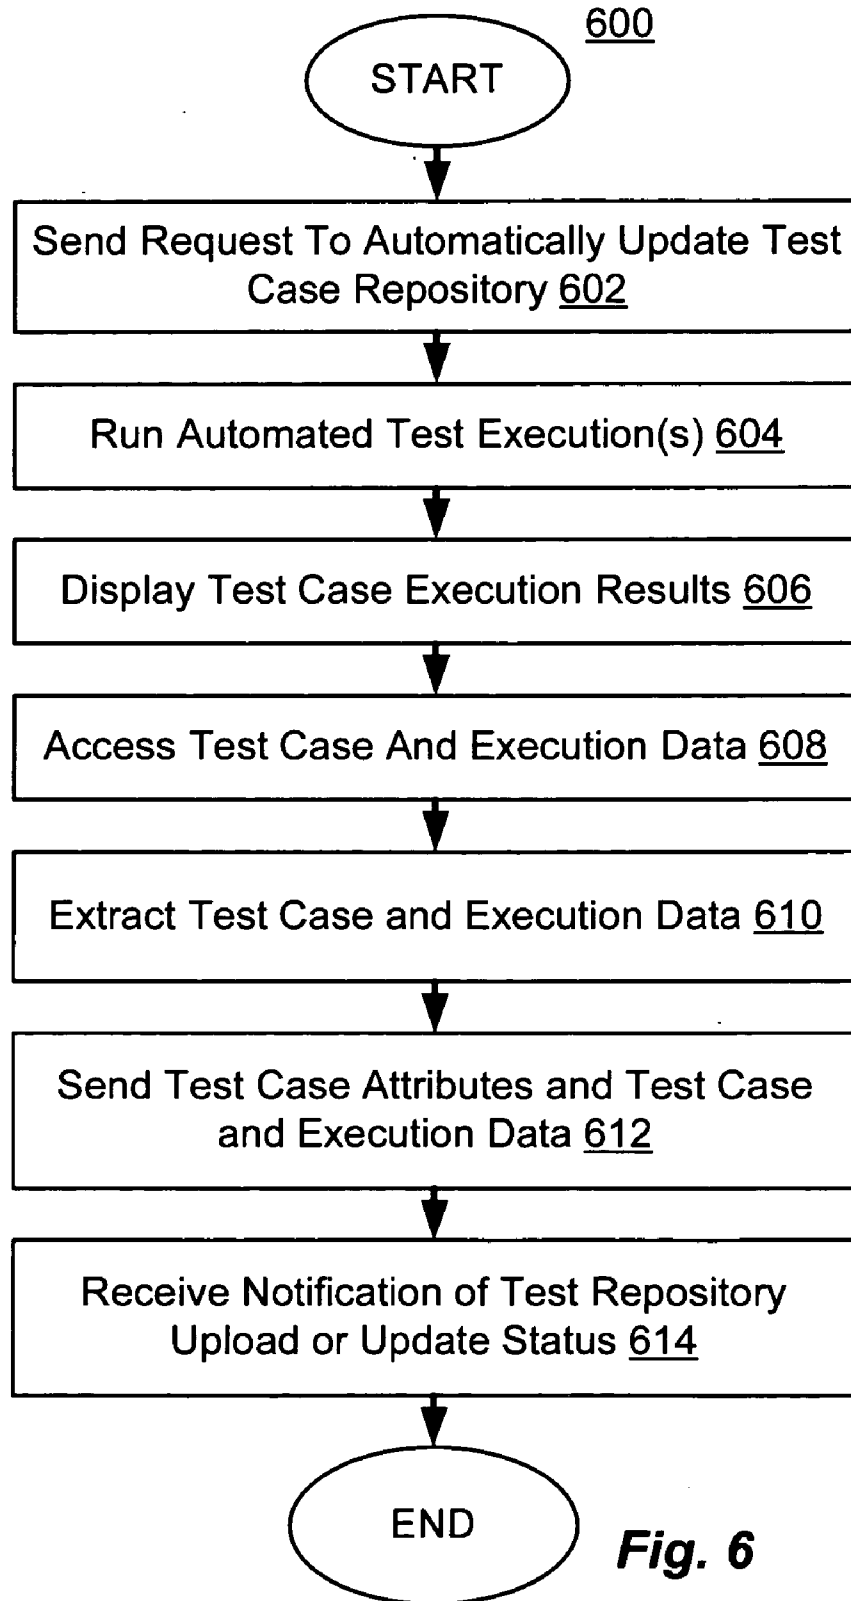 600
START
Send Request To Automatically Update Test
Case Repository 602
Run Automated Test Execution(s) 604
Display Test Case Execution Results 606
Access Test Case And Execution Data 608
Extract Test Case and Execution Data 610
Send Test Case Attributes and Test Case
and Execution Data 612
Receive Notification of Test Repository
Upload or Update Status 614
END
Fig. 6